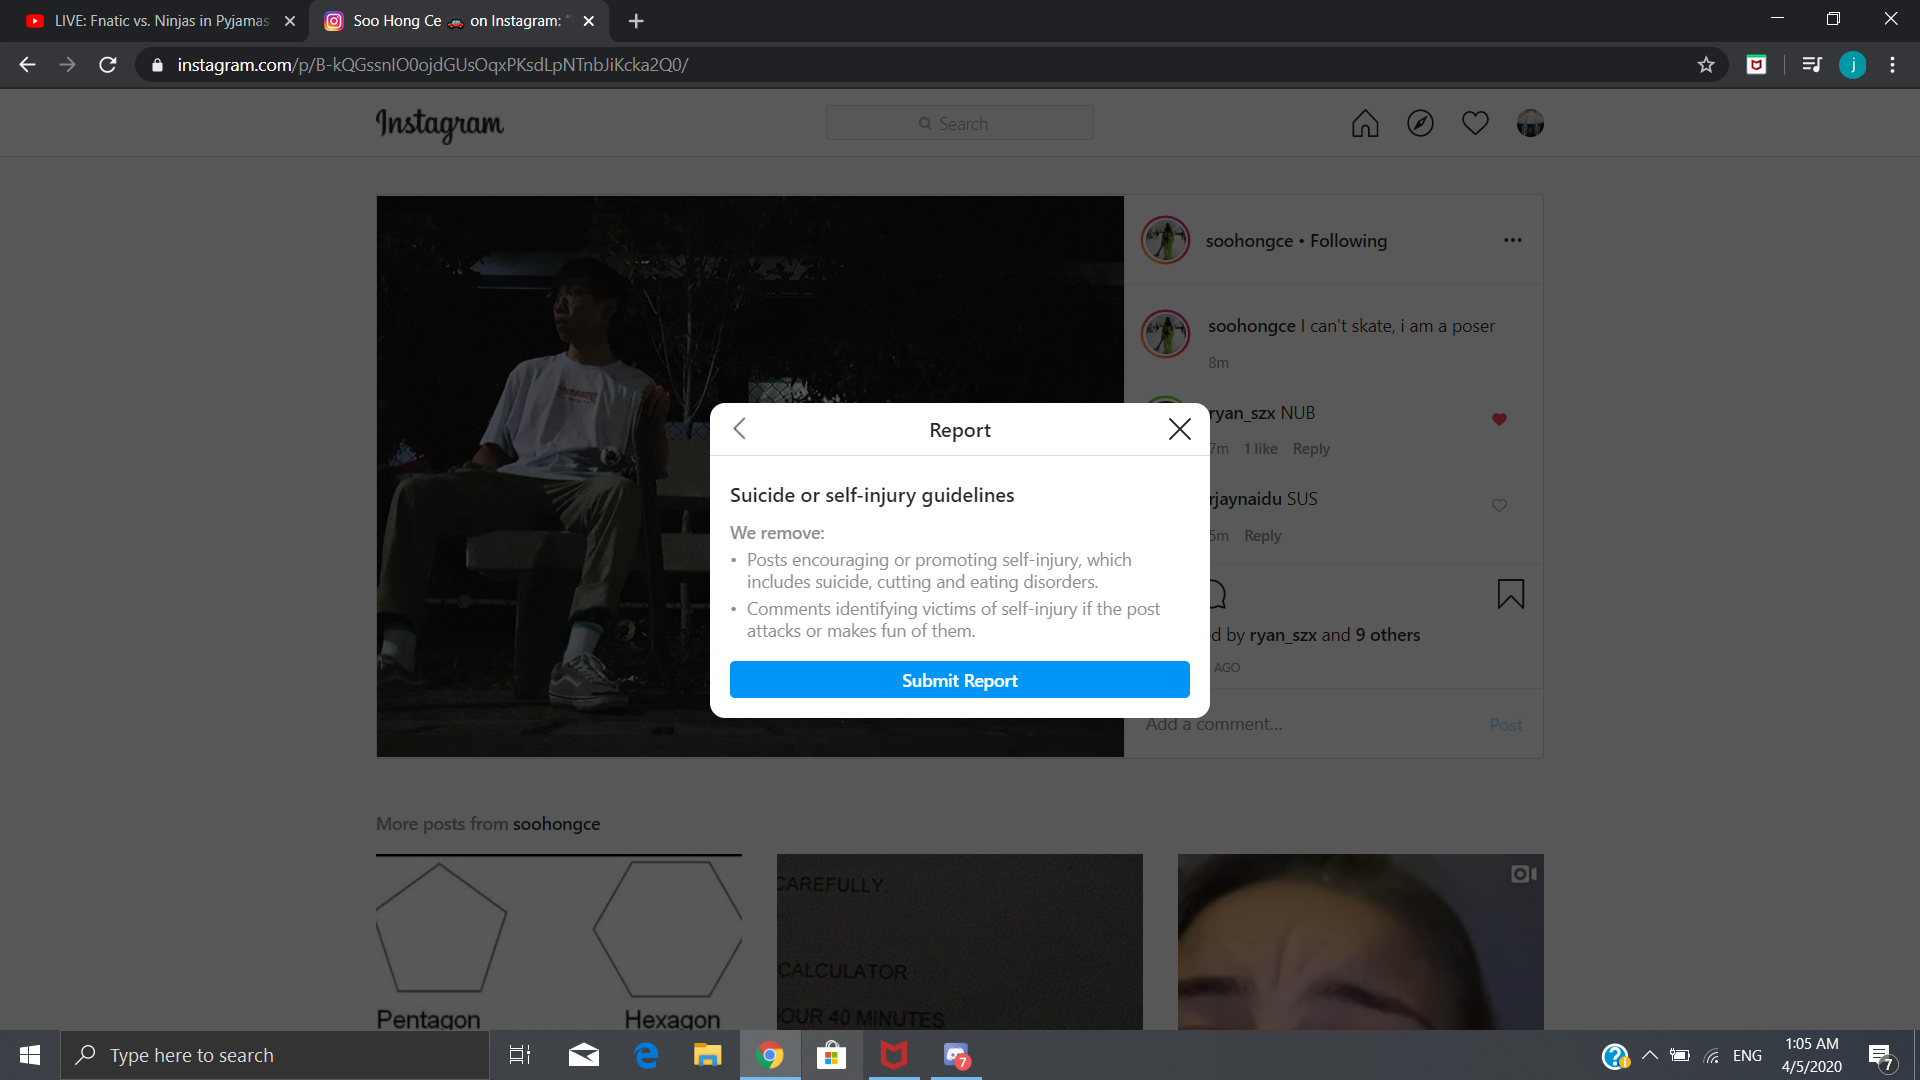 LIVE: Fnatic vs. Ninjas in Pyjamas
Soo Hong Ce 🚗 on Instagram: "
instagram.com/p/B-kQGssnIO0ojdGUsOqxPKsdLpNTnbJiKcka2Q0/
j
Instagram
Search
soohongce • Following
soohongce I can't skate, i am a poser
8m
ryan_szx NUB
7m 1 like Reply
rjaynaidu SUS
5m Reply
d by ryan_szx and 9 others
AGO
Add a comment...
Post
Report
Suicide or self-injury guidelines
We remove:
• Posts encouraging or promoting self-injury, which
includes suicide, cutting and eating disorders.
• Comments identifying victims of self-injury if the post
attacks or makes fun of them.
Submit Report
More posts from soohongce
Pentagon
Hexagon
CAREFULLY.
CALCULATOR
HOUR 40 MINUTES
Type here to search
7
ENG
1:05 AM
4/5/2020
7